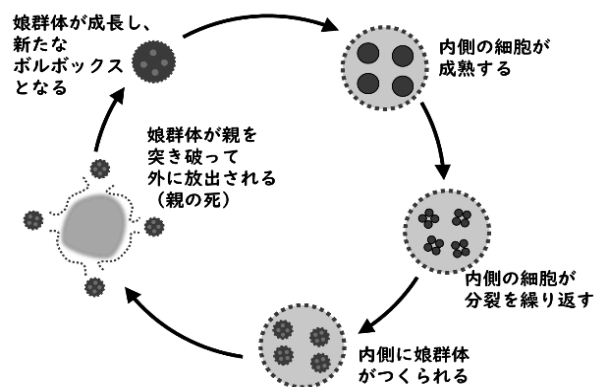 娘群体が成長し、
新たな
ボルボックス
となる
内側の細胞が
成熟する
娘群体が親を
突き破って
外に放出される
（親の死）
内側の細胞が
分裂を繰り返す
内側に娘群体
がつくられる